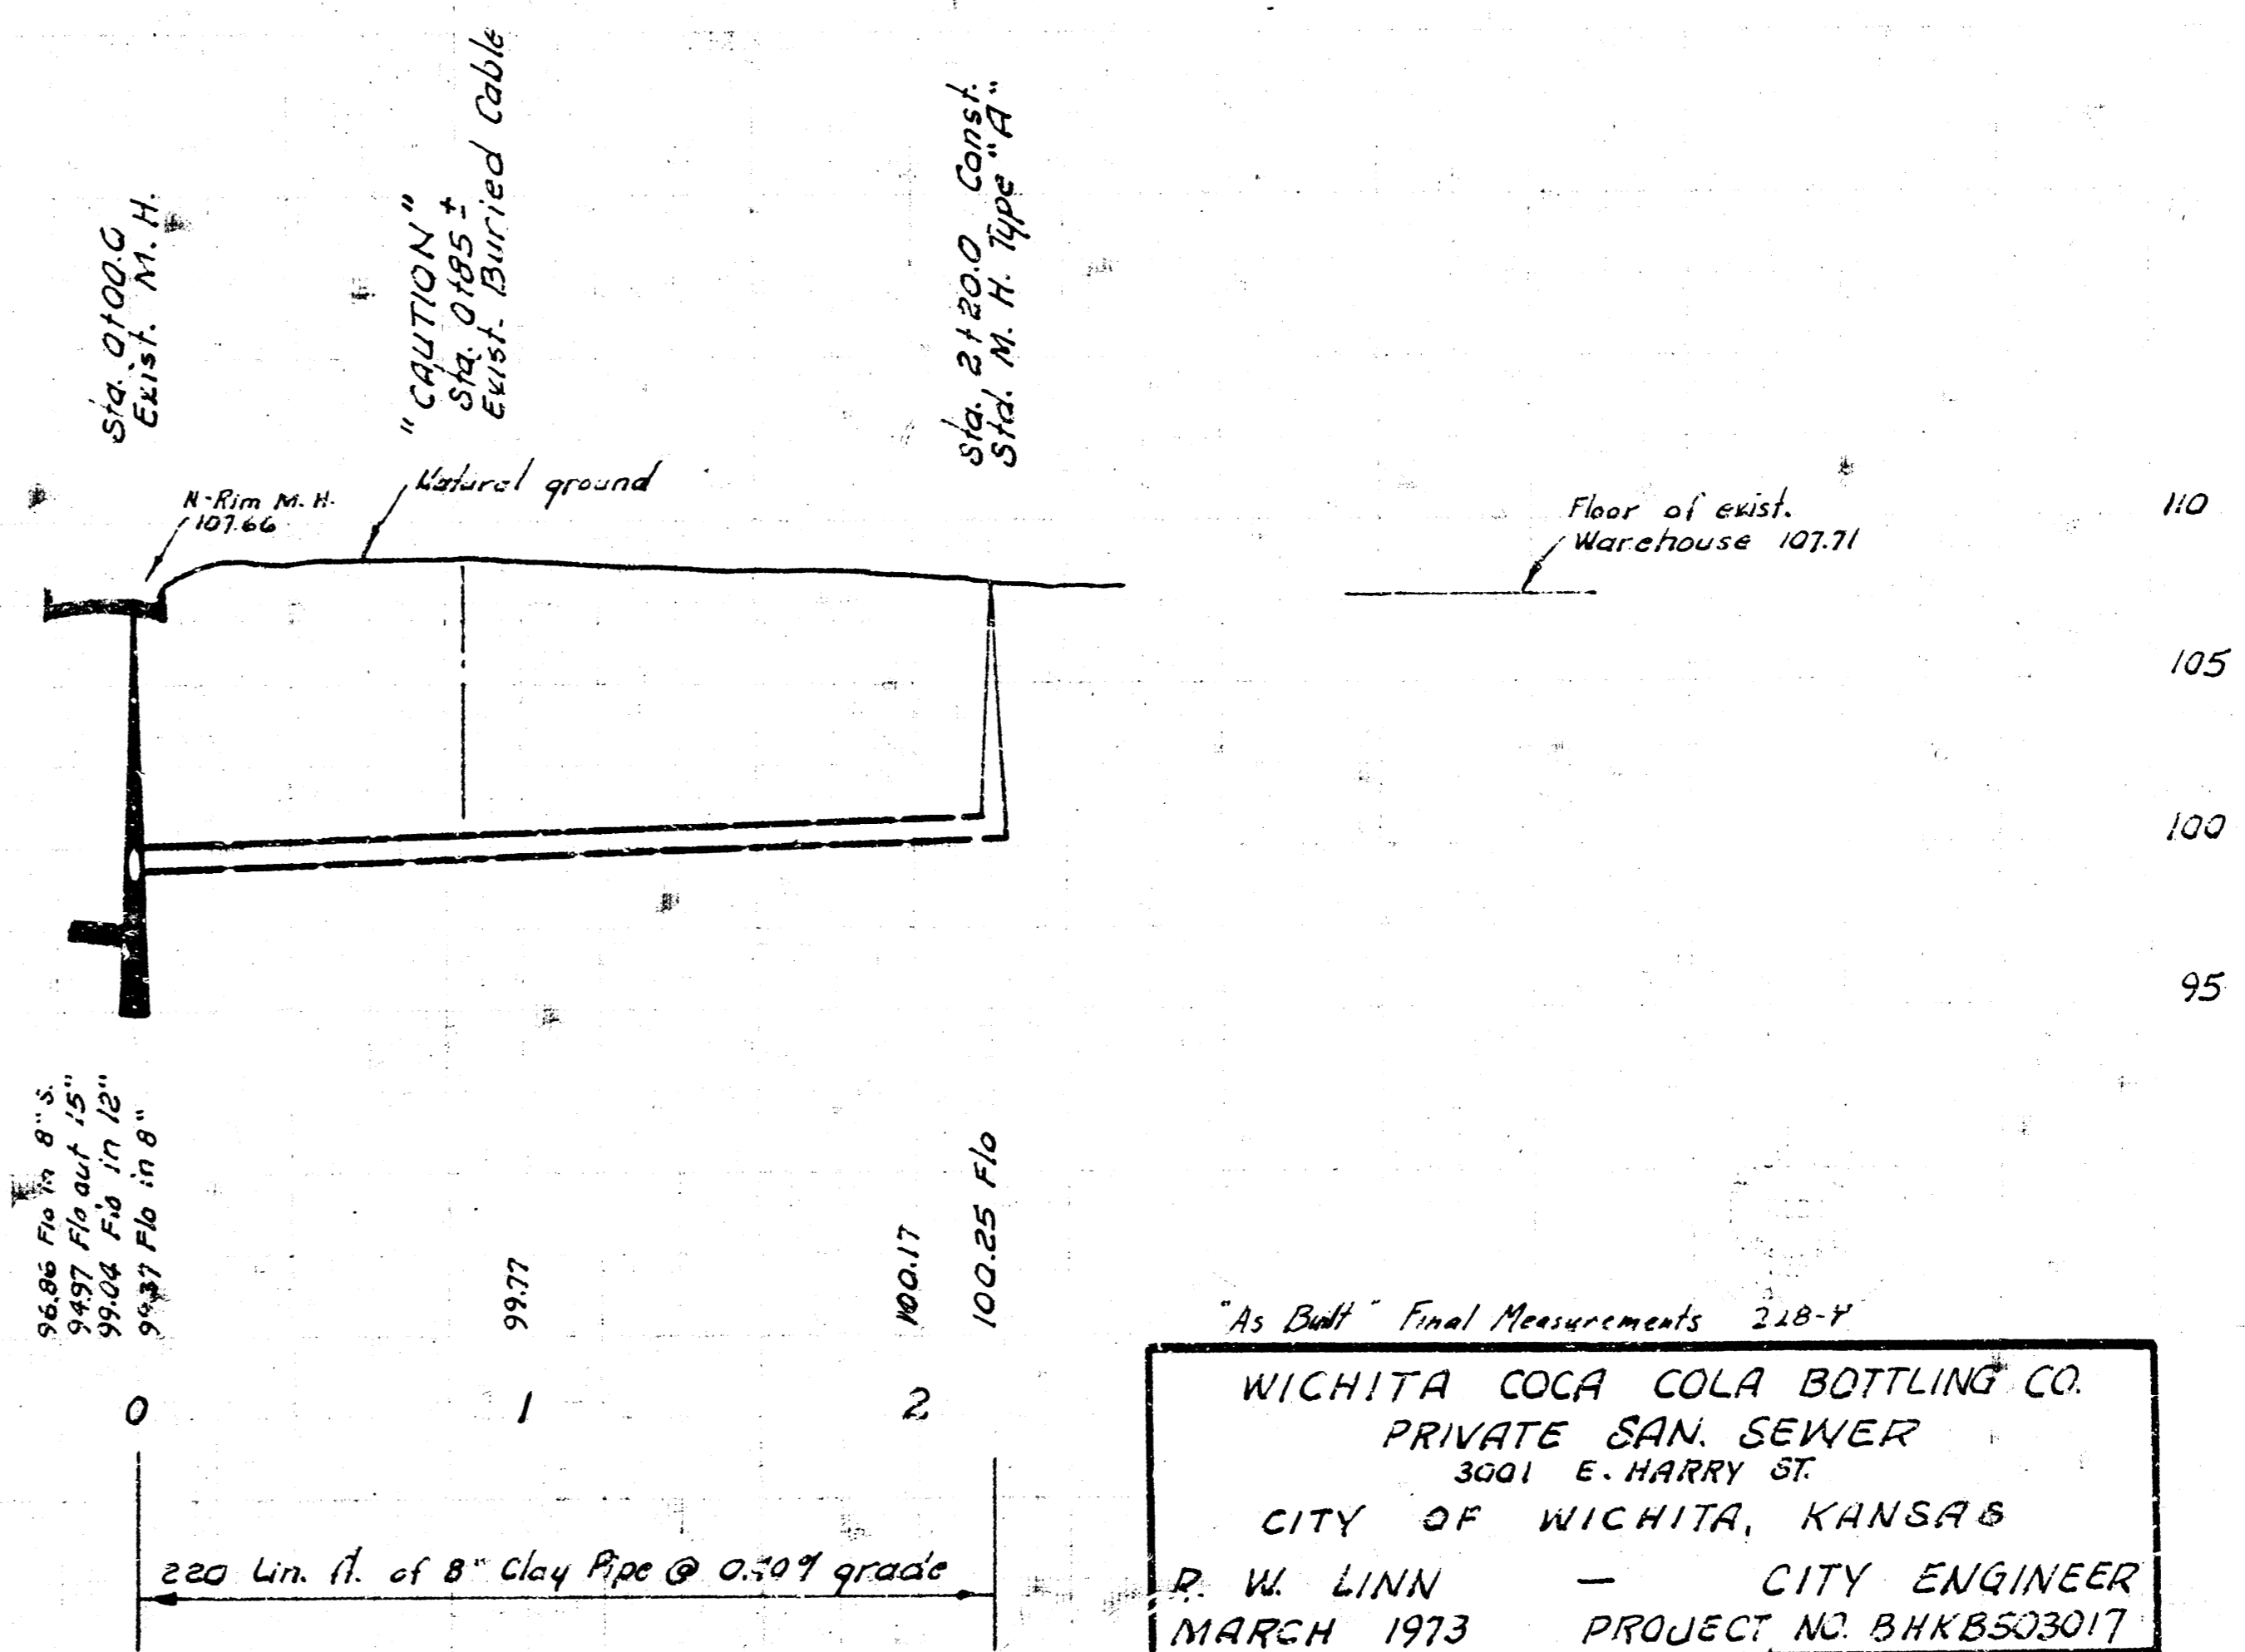 Sta. 0+00.0
Exist. M. H.
"CAUTION"
Sta. 0+85 ±
Exist. Buried Cable
Sta. 2+20.0 Const.
Std. M. H. Type "A"
N-Rim M. H.
107.66
Natural ground
Floor of exist.
Warehouse 107.71
110
105
100
95
96.86 Flo in 8" S.
94.97 Flo out 15"
99.04 Flo in 12"
99.37 Flo in 8"
99.77
100.17
100.25 Flo
0
1
2
220 Lin. ft. of 8" Clay Pipe @ 0.40% grade
"As Built" Final Measurements
WICHITA COCA COLA BOTTLING CO.
PRIVATE SAN. SEWER
3001 E. HARRY ST.
CITY OF WICHITA, KANSAS
P. W. LINN — CITY ENGINEER
MARCH 1973 PROJECT NO. BHKB503017